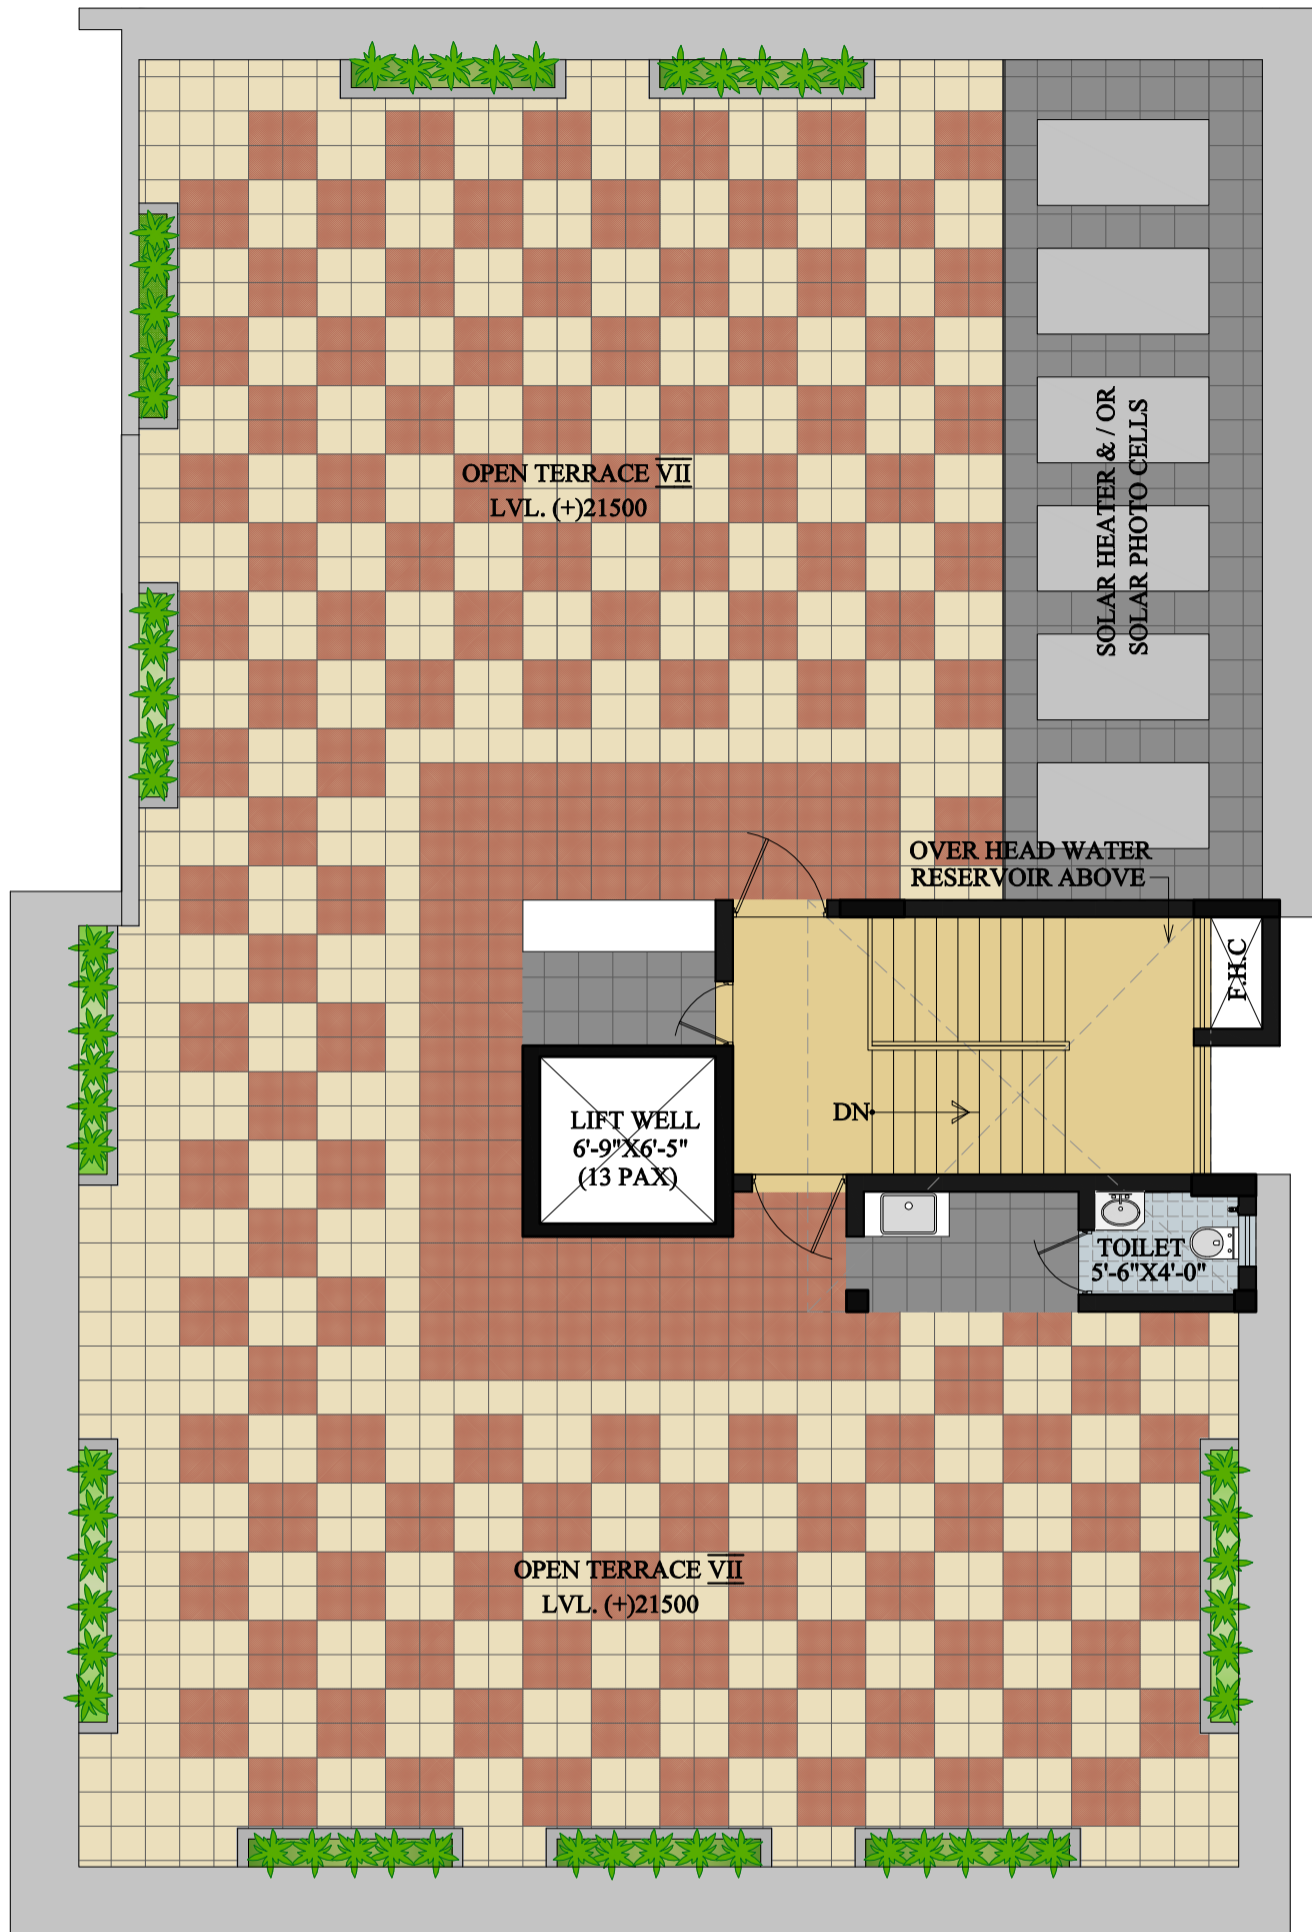 OPEN TERRACE VII
LVL. (+)21500
SOLAR HEATER & / OR
SOLAR PHOTO CELLS
OVER HEAD WATER
RESERVOIR ABOVE
F.H.C
LIFT WELL
6'-9"X6'-5"
(13 PAX)
DN
TOILET
5'-6"X4'-0"
OPEN TERRACE VII
LVL. (+)21500